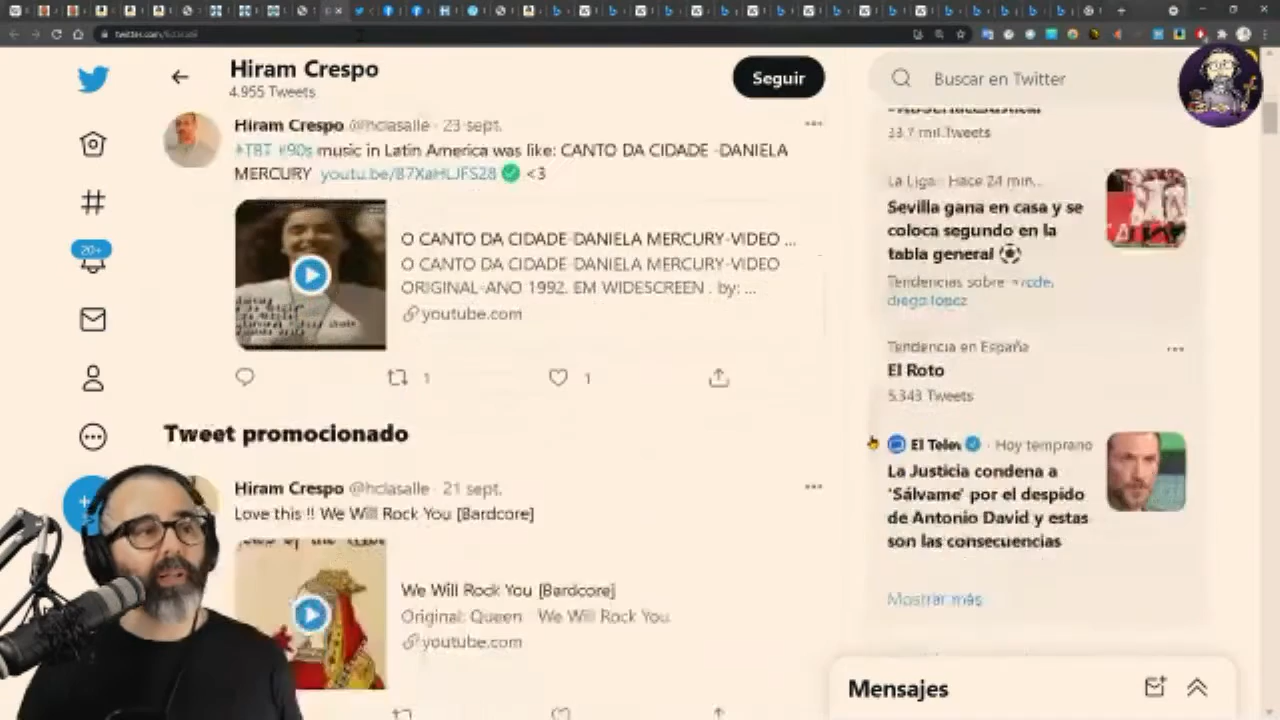 Hiram Crespo
4.955 Tweets
Seguir
Buscar en Twitter
Hiram Crespo @hclasalle · 23 sept.
#TBT #90s music in Latin America was like: CANTO DA CIDADE -DANIELA
MERCURY youtu.be/87XaHLJFS28 <3
O CANTO DA CIDADE-DANIELA MERCURY-VIDEO ...
O CANTO DA CIDADE-DANIELA MERCURY-VIDEO
ORIGINAL-ANO 1992. EM WIDESCREEN . by: ...
youtube.com
1
1
Tweet promocionado
Hiram Crespo @hclasalle · 21 sept.
Love this !! We Will Rock You [Bardcore]
We Will Rock You [Bardcore]
Original: Queen We Will Rock You
youtube.com
20+
33.7 mil Tweets
La Liga · Hace 24 min...
Sevilla gana en casa y se
coloca segundo en la
tabla general
Tendencias sobre
diego lopez
Tendencia en España
El Roto
5.343 Tweets
El Telev · Hoy temprano
La Justicia condena a
'Sálvame' por el despido
de Antonio David y estas
son las consecuencias
Mostrar más
Mensajes